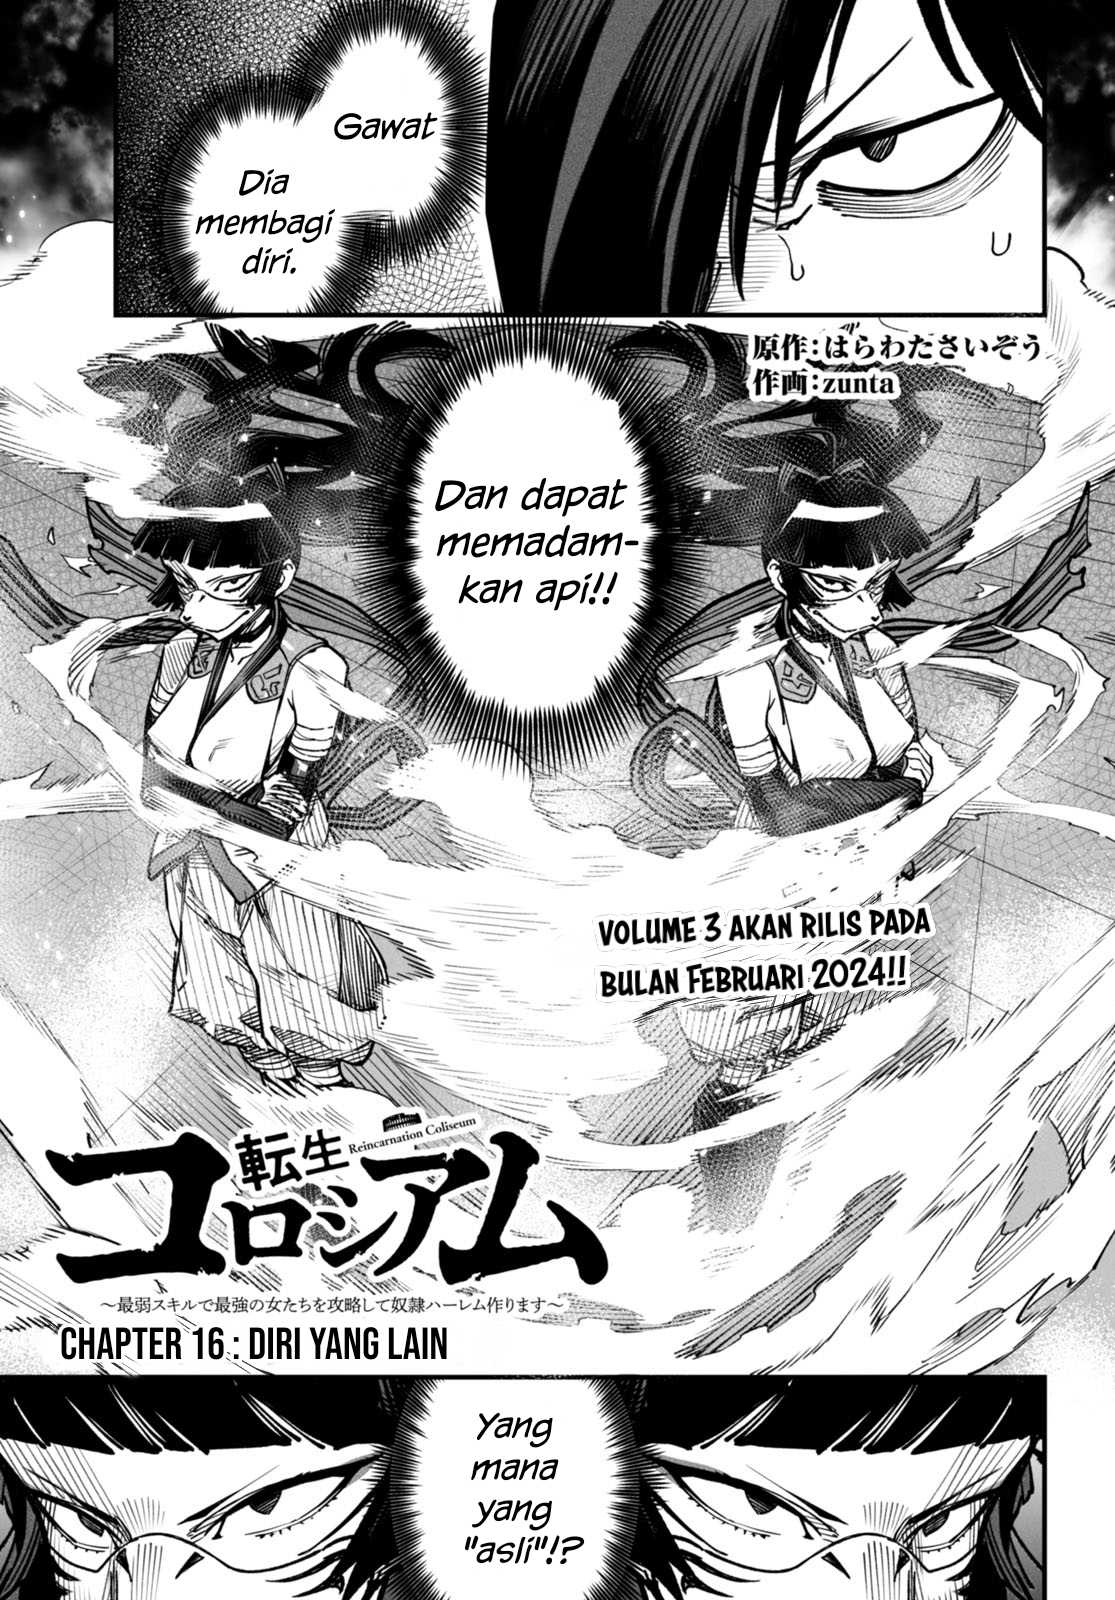 Gawat
Dia
membagi
diri.
原作：はらわたさいぞう
作画：zunta
Dan dapat
memadam-
kan api!!
VOLUME 3 AKAN RILIS PADA
BULAN FEBRUARI 2024!!
Reincarnation Coliseum
転生
コロシアム
～最弱スキルで最強の女たちを攻略して奴隷ハーレム作ります～
CHAPTER 16 : DIRI YANG LAIN
Yang
mana
yang
"asli"!?